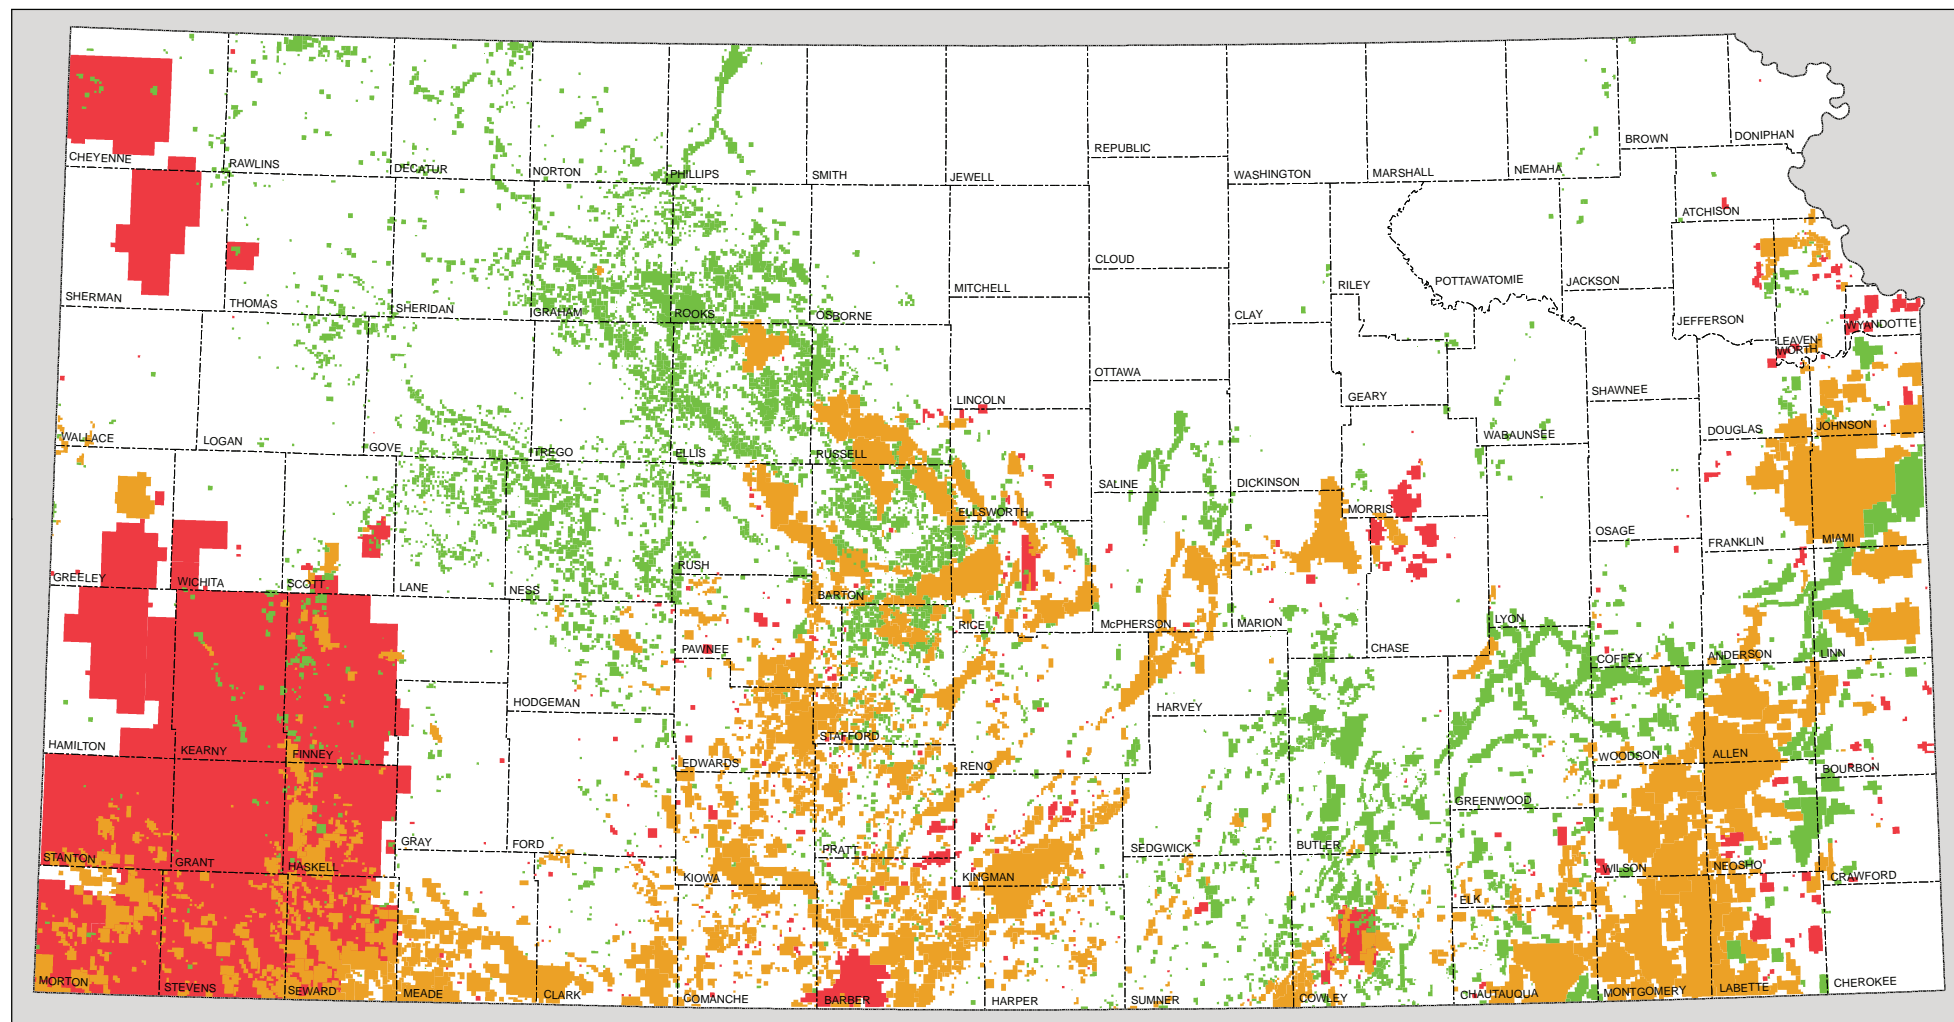 BROWN
DONIPHAN
CHEYENNE
RAWLINS
DECATUR
NORTON
PHILLIPS
SMITH
JEWELL
REPUBLIC
WASHINGTON
MARSHALL
NEMAHA
ATCHISON
SHERMAN
THOMAS
SHERIDAN
GRAHAM
ROOKS
OSBORNE
MITCHELL
CLOUD
CLAY
RILEY
POTTAWATOMIE
JACKSON
JEFFERSON
LEAVEN-
WORTH
WYANDOTTE
WALLACE
LOGAN
GOVE
TREGO
ELLIS
RUSSELL
LINCOLN
OTTAWA
SALINE
DICKINSON
GEARY
MORRIS
WABAUNSEE
SHAWNEE
DOUGLAS
JOHNSON
GREELEY
WICHITA
SCOTT
LANE
NESS
RUSH
BARTON
ELLSWORTH
RICE
McPHERSON
MARION
CHASE
LYON
OSAGE
FRANKLIN
MIAMI
HAMILTON
KEARNY
FINNEY
HODGEMAN
PAWNEE
EDWARDS
STAFFORD
RENO
HARVEY
COFFEY
ANDERSON
LINN
STANTON
GRANT
HASKELL
GRAY
FORD
KIOWA
PRATT
KINGMAN
SEDGWICK
BUTLER
GREENWOOD
WOODSON
ALLEN
BOURBON
MORTON
STEVENS
SEWARD
MEADE
CLARK
COMANCHE
BARBER
HARPER
SUMNER
COWLEY
ELK
CHAUTAUQUA
WILSON
NEOSHO
CRAWFORD
MONTGOMERY
LABETTE
CHEROKEE